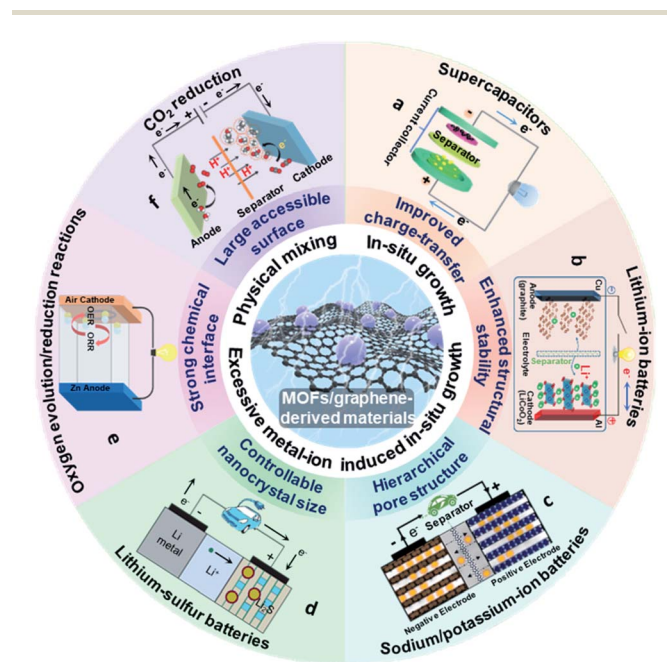 CO₂ reduction
e⁻
+
-
e⁻
e⁻
e⁻
H⁺
H⁺
H⁺
f
Anode
Separator
Cathode
Supercapacitors
a
-
e⁻
Current collector
Separator
+
e⁻
Lithium-ion batteries
b
Cu
Anode
(graphite)
Electrolyte
Separator
Li⁺
Cathode
(LiCoO₂)
Al
e⁻
Sodium/potassium-ion batteries
c
-
e⁻
Separator
+
Negative Electrode
Positive Electrode
Lithium-sulfur batteries
d
e⁻
-
+
e⁻
Li
metal
Li⁺
Oxygen evolution/reduction reactions
e
Air Cathode
OER
ORR
Zn Anode
Large accessible
surface
Improved
charge-transfer
Enhanced structural
stability
Hierarchical
pore structure
Controllable
nanocrystal size
Strong chemical
interface
Physical mixing
In-situ growth
Excessive metal-ion induced in-situ growth
MOFs/graphene-
derived materials